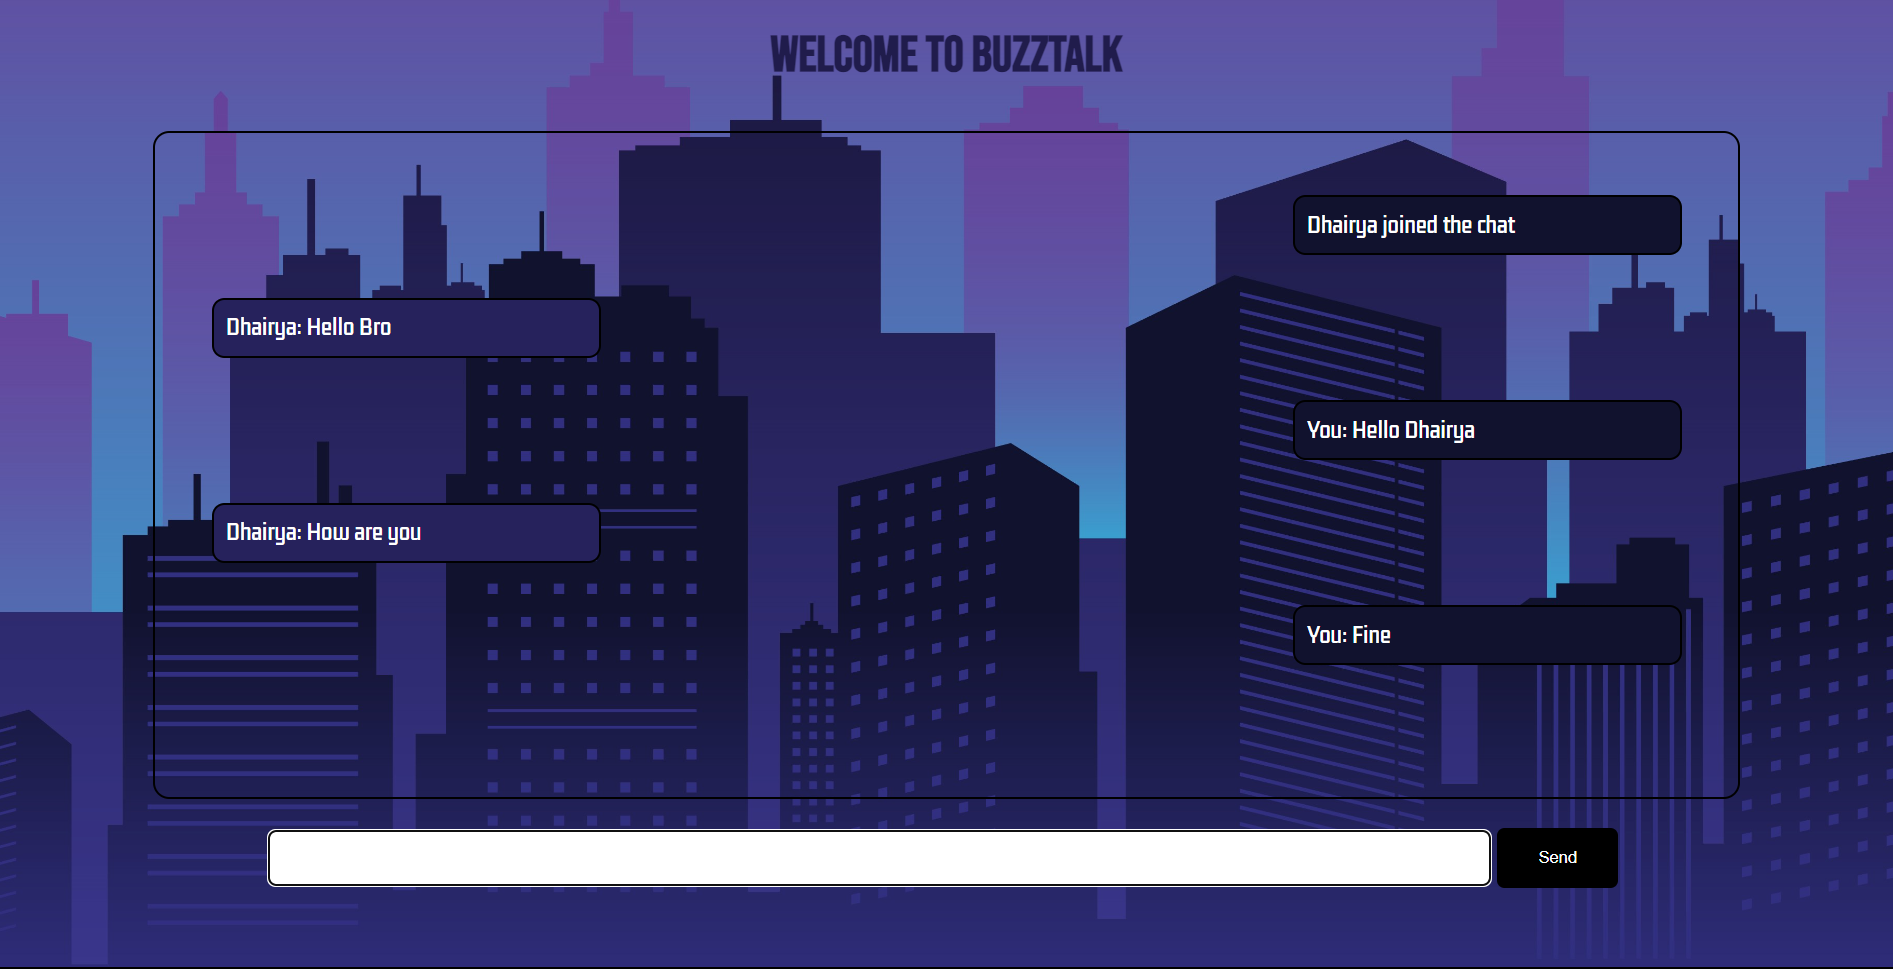 WELCOME TO BUZZTALK
Dhairya joined the chat
Dhairya: Hello Bro
You: Hello Dhairya
Dhairya: How are you
You: Fine
Send